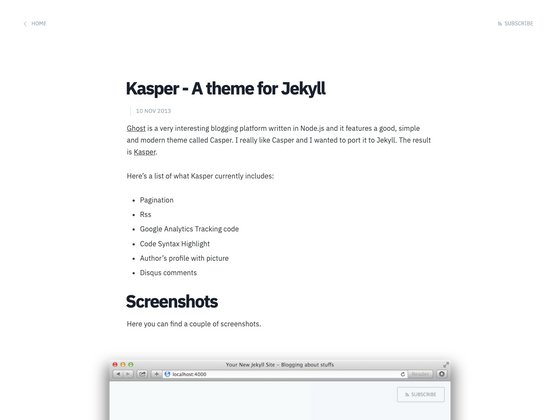 HOME
SUBSCRIBE
Kasper - A theme for Jekyll
10 NOV 2013
Ghost is a very interesting blogging platform written in Node.js and it features a good, simple
and modern theme called Casper. I really like Casper and I wanted to port it to Jekyll. The result
is Kasper.
Here's a list of what Kasper currently includes:
• Pagination
• Rss
• Google Analytics Tracking code
• Code Syntax Highlight
• Author's profile with picture
• Disqus comments
Screenshots
Here you can find a couple of screenshots.
Your New Jekyll Site – Blogging about stuffs
localhost:4000
Reader
SUBSCRIBE